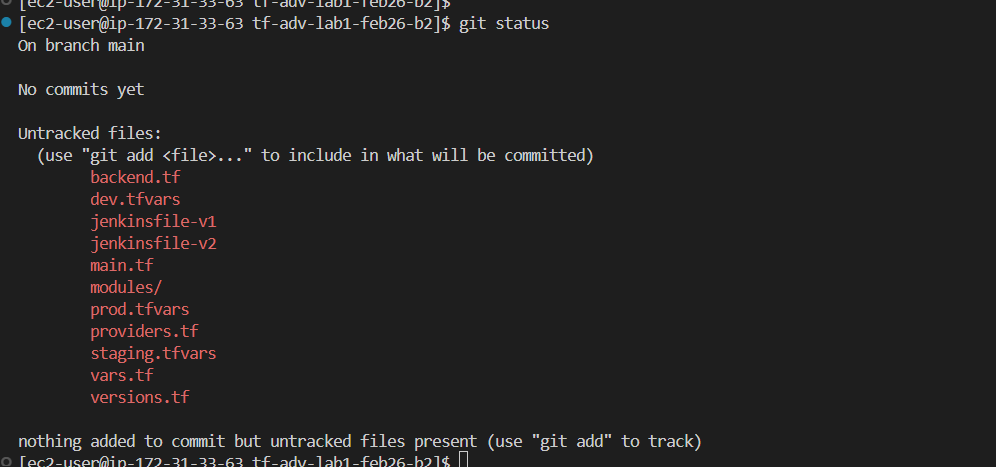 [ec2-user@ip-172-31-33-63 tf-adv-lab1-feb26-b2]$
[ec2-user@ip-172-31-33-63 tf-adv-lab1-feb26-b2]$ git status
On branch main
No commits yet
Untracked files:
(use "git add <file>..." to include in what will be committed)
backend.tf
dev.tfvars
jenkinsfile-v1
jenkinsfile-v2
main.tf
modules/
prod.tfvars
providers.tf
staging.tfvars
vars.tf
versions.tf
nothing added to commit but untracked files present (use "git add" to track)
[ec2-user@ip-172-31-33-63 tf-adv-lab1-feb26-b2]$